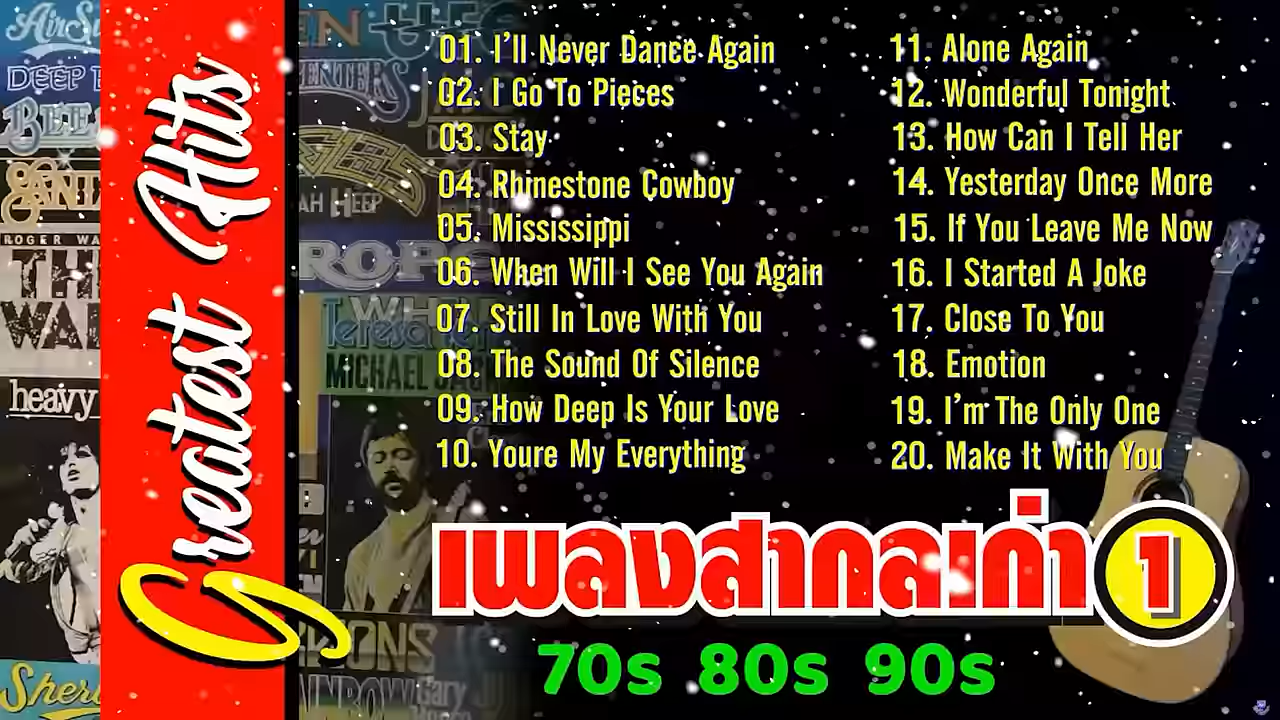 Greatest Hits
01. I'll Never Dance Again
02. I Go To Pieces
03. Stay
04. Rhinestone Cowboy
05. Mississippi
06. When Will I See You Again
07. Still In Love With You
08. The Sound Of Silence
09. How Deep Is Your Love
10. Youre My Everything
11. Alone Again
12. Wonderful Tonight
13. How Can I Tell Her
14. Yesterday Once More
15. If You Leave Me Now
16. I Started A Joke
17. Close To You
18. Emotion
19. I'm The Only One
20. Make It With You
เพลงสากลเก่า 1
70s 80s 90s
DEEP
ROGER WA
heavy
MICHAEL